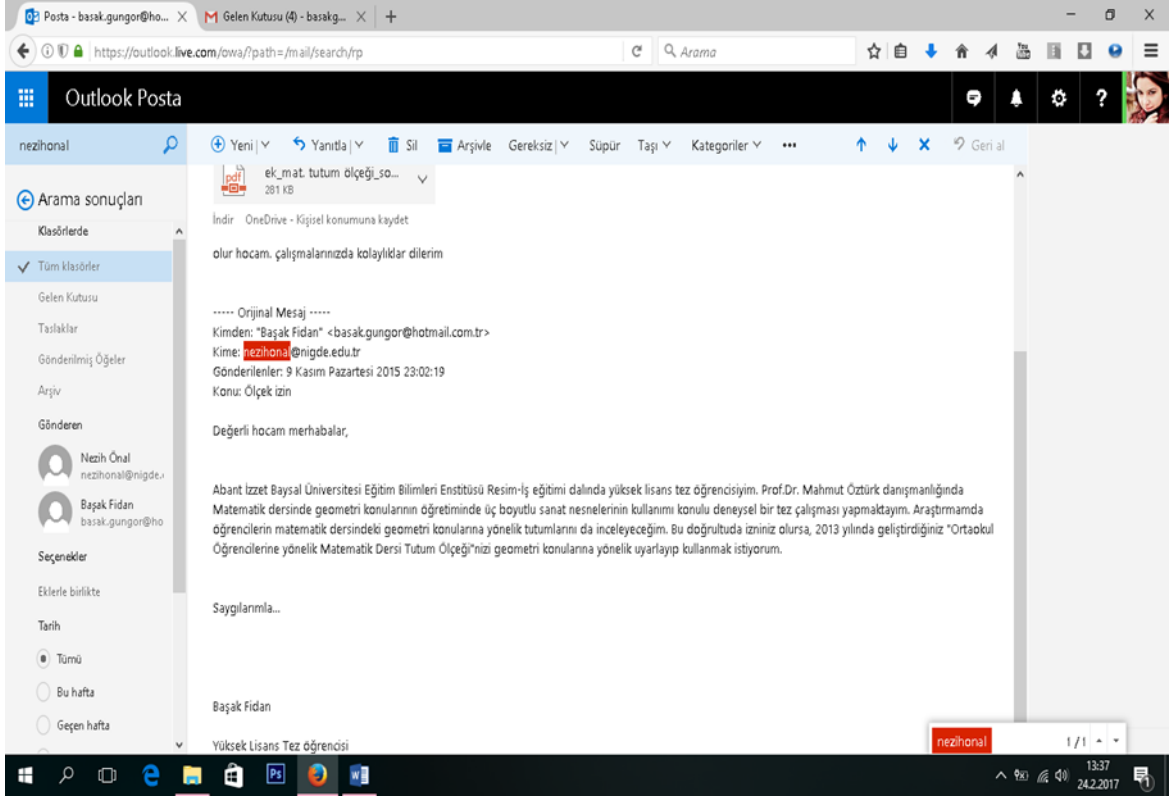 Posta - basak.gungor@ho...
Gelen Kutusu (4) - basakg...
https://outlook.live.com/owa/?path=/mail/search/rp
Arama
Outlook Posta
nezihonal
Yeni
Yanıtla
Sil
Arşivle
Gereksiz
Süpür
Taşı
Kategoriler
Geri al
Arama sonuçları
Klasörlerde
Tüm klasörler
Gelen Kutusu
Taslaklar
Gönderilmiş Öğeler
Arşiv
Gönderen
Nezih Önal
nezihonal@nigde.
Başak Fidan
basak.gungor@ho
Seçenekler
Eklerle birlikte
Tarih
Tümü
Bu hafta
Geçen hafta
pdf
ek_mat. tutum ölçeği_so...
281 KB
İndir OneDrive - Kişisel konumuna kaydet
olur hocam. çalışmalarınızda kolaylıklar dilerim
----- Orijinal Mesaj -----
Kimden: "Başak Fidan" <basak.gungor@hotmail.com.tr>
Kime: nezihonal@nigde.edu.tr
Gönderilenler: 9 Kasım Pazartesi 2015 23:02:19
Konu: Ölçek izin
Değerli hocam merhabalar,
Abant İzzet Baysal Üniversitesi Eğitim Bilimleri Enstitüsü Resim-İş eğitimi dalında yüksek lisans tez öğrencisiyim. Prof.Dr. Mahmut Öztürk danışmanlığında
Matematik dersinde geometri konularının öğretiminde üç boyutlu sanat nesnelerinin kullanımı konulu deneysel bir tez çalışması yapmaktayım. Araştırmamda
öğrencilerin matematik dersindeki geometri konularına yönelik tutumlarını da inceleyeceğim. Bu doğrultuda izniniz olursa, 2013 yılında geliştirdiğiniz "Ortaokul
Öğrencilerine yönelik Matematik Dersi Tutum Ölçeği"nizi geometri konularına yönelik uyarlayıp kullanmak istiyorum.
Saygılarımla...
Başak Fidan
Yüksek Lisans Tez öğrencisi
nezihonal 1 / 1
Ps
13:37
24.2.2017